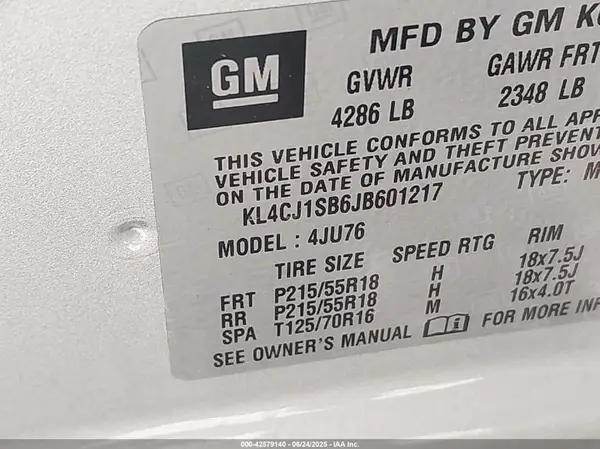 GM
MFD BY GM K
GVWR GAWR FRT
4286 LB 2348 LB
THIS VEHICLE CONFORMS TO ALL APP
VEHICLE SAFETY AND THEFT PREVENT
ON THE DATE OF MANUFACTURE SHOW
KL4CJ1SB6JB601217 TYPE: M
MODEL : 4JU76
TIRE SIZE SPEED RTG RIM
FRT P215/55R18 H 18x7.5J
RR P215/55R18 H 18x7.5J
SPA T125/70R16 M 16x4.0T
SEE OWNER'S MANUAL FOR MORE INF
000-42579140 - 06/24/2025 - IAA Inc.